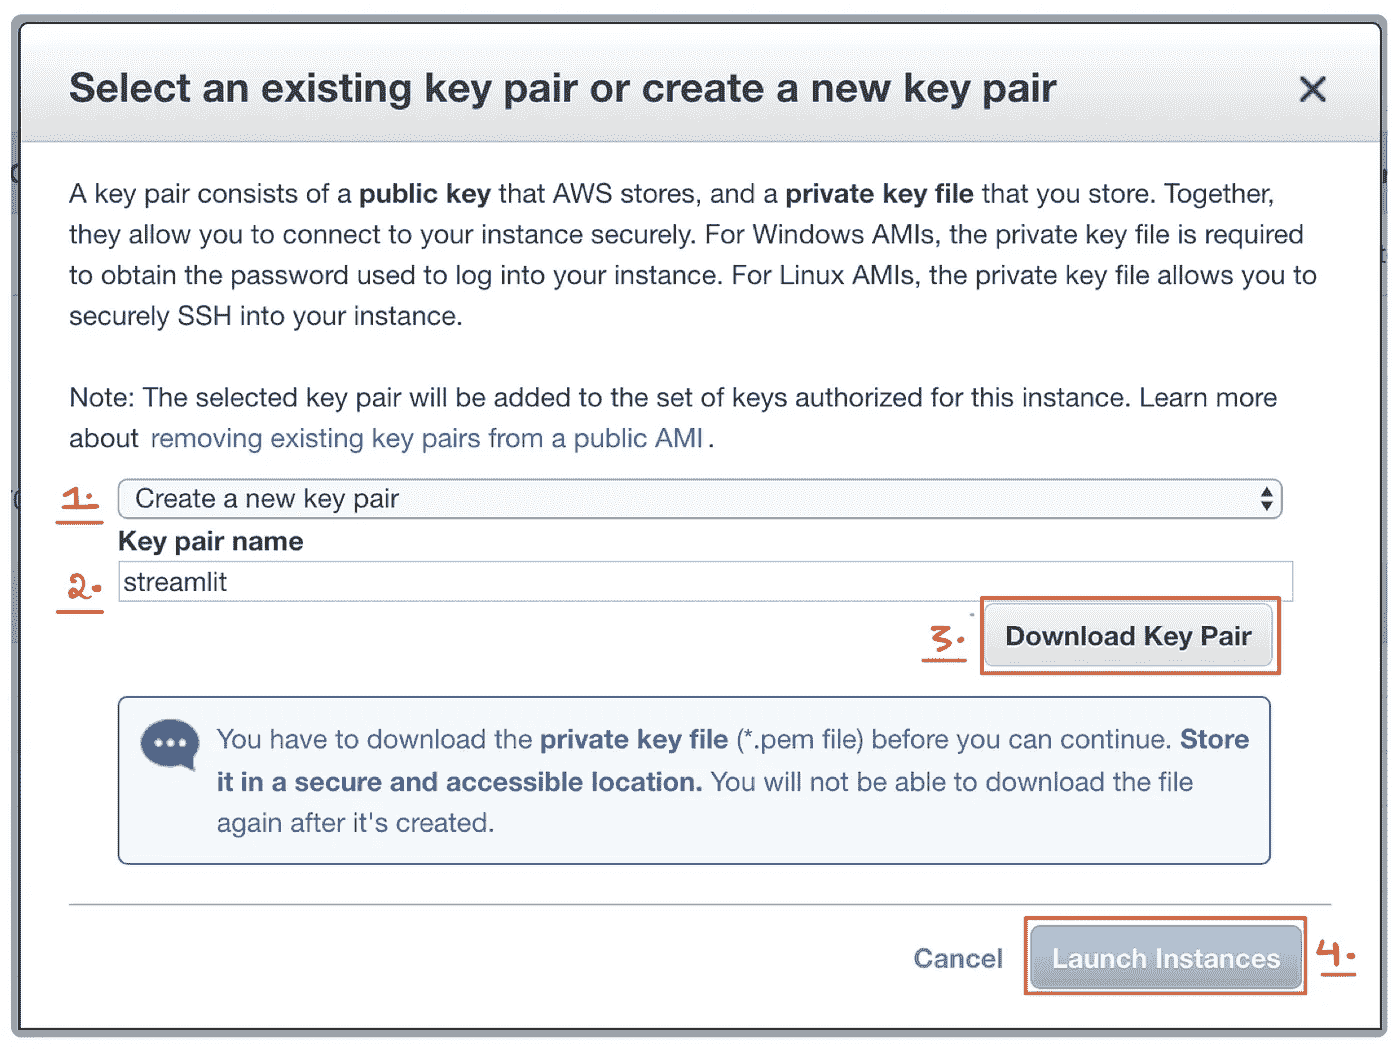 Select an existing key pair or create a new key pair
A key pair consists of a public key that AWS stores, and a private key file that you store. Together,
they allow you to connect to your instance securely. For Windows AMIs, the private key file is required
to obtain the password used to log into your instance. For Linux AMIs, the private key file allows you to
securely SSH into your instance.
Note: The selected key pair will be added to the set of keys authorized for this instance. Learn more
about removing existing key pairs from a public AMI.
1. Create a new key pair
Key pair name
2. streamlit
3. Download Key Pair
You have to download the private key file (*.pem file) before you can continue. Store
it in a secure and accessible location. You will not be able to download the file
again after it's created.
Cancel Launch Instances 4.